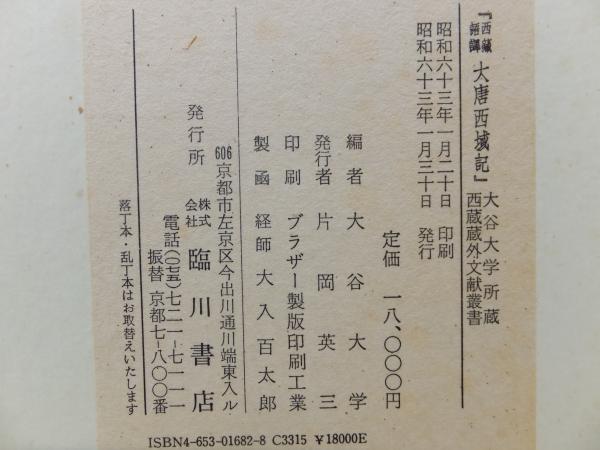 『西蔵語譯 大唐西域記』
大谷大学所蔵
西蔵蔵外文献叢書
昭和六十三年一月二十日 印刷
昭和六十三年一月三十日 発行
定価 一八、〇〇〇円
編者 大谷大学
発行者 片岡英三
印刷 ブラザー製版印刷工業
製函 経師大入百太郎
606 京都市左京区今出川通川端東入ル
発行所 株式会社 臨川書店
電話(〇七五)七二一-七一一一
振替 京都七-八〇〇番
落丁本・乱丁本はお取替えいたします
ISBN4-653-01682-8 C3315 ¥18000E